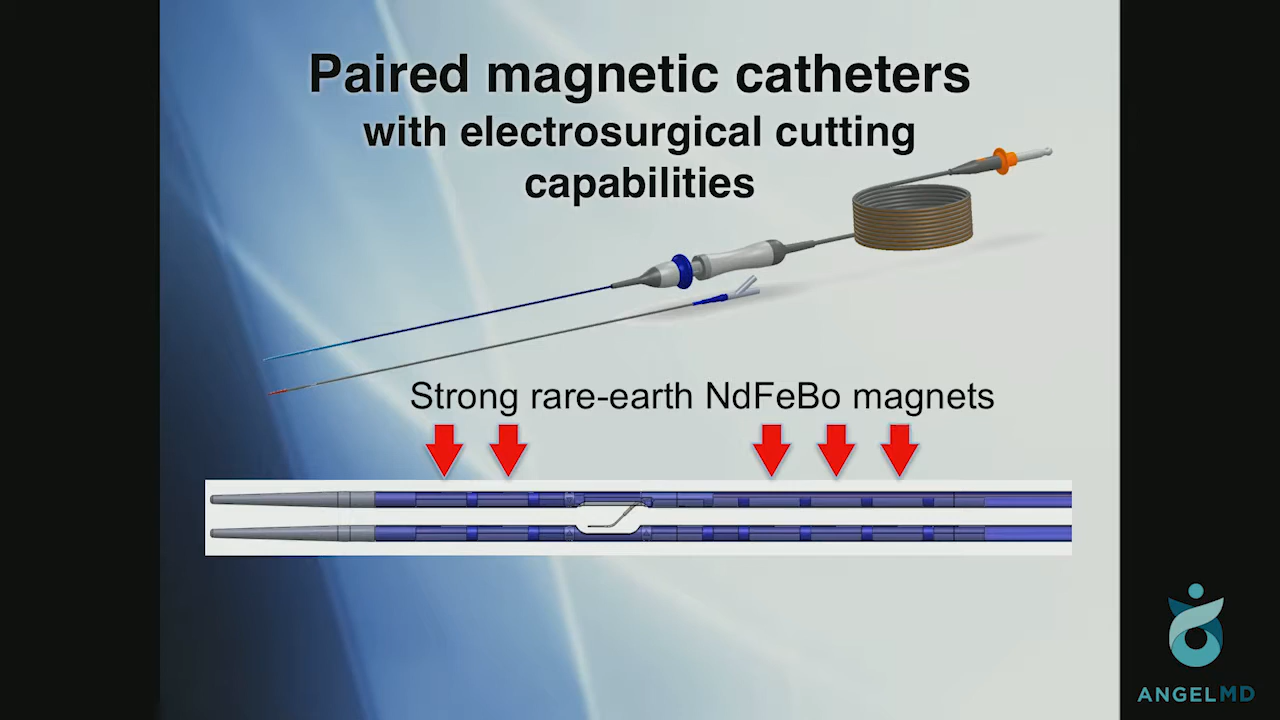 Paired magnetic catheters
with electrosurgical cutting
capabilities
Strong rare-earth NdFeBo magnets
ANGELMD